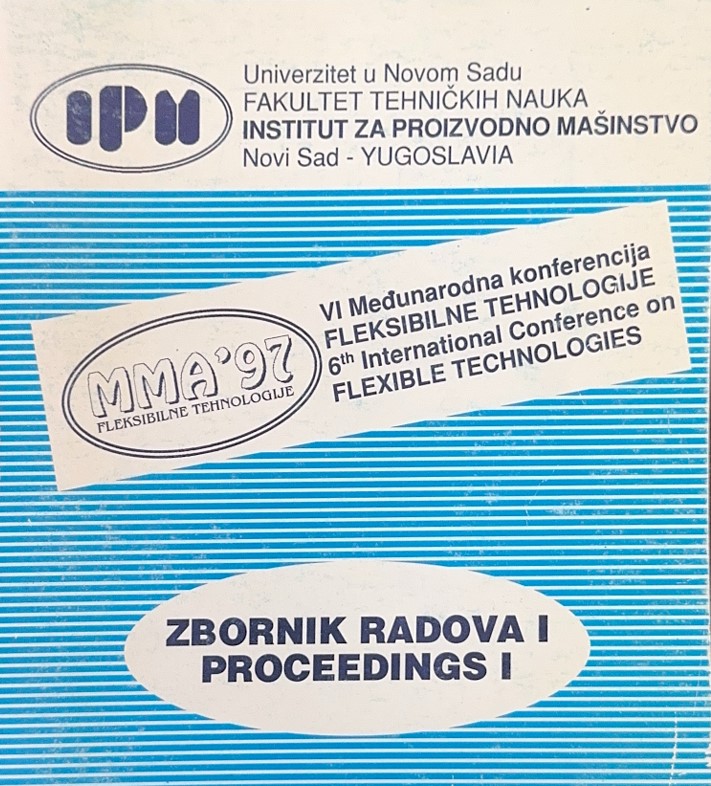 IPM
Univerzitet u Novom Sadu
FAKULTET TEHNIČKIH NAUKA
INSTITUT ZA PROIZVODNO MAŠINSTVO
Novi Sad - YUGOSLAVIA
VI Međunarodna konferencija
FLEKSIBILNE TEHNOLOGIJE
6th International Conference on
FLEXIBLE TECHNOLOGIES
MMA'97
FLEKSIBILNE TEHNOLOGIJE
ZBORNIK RADOVA I
PROCEEDINGS I